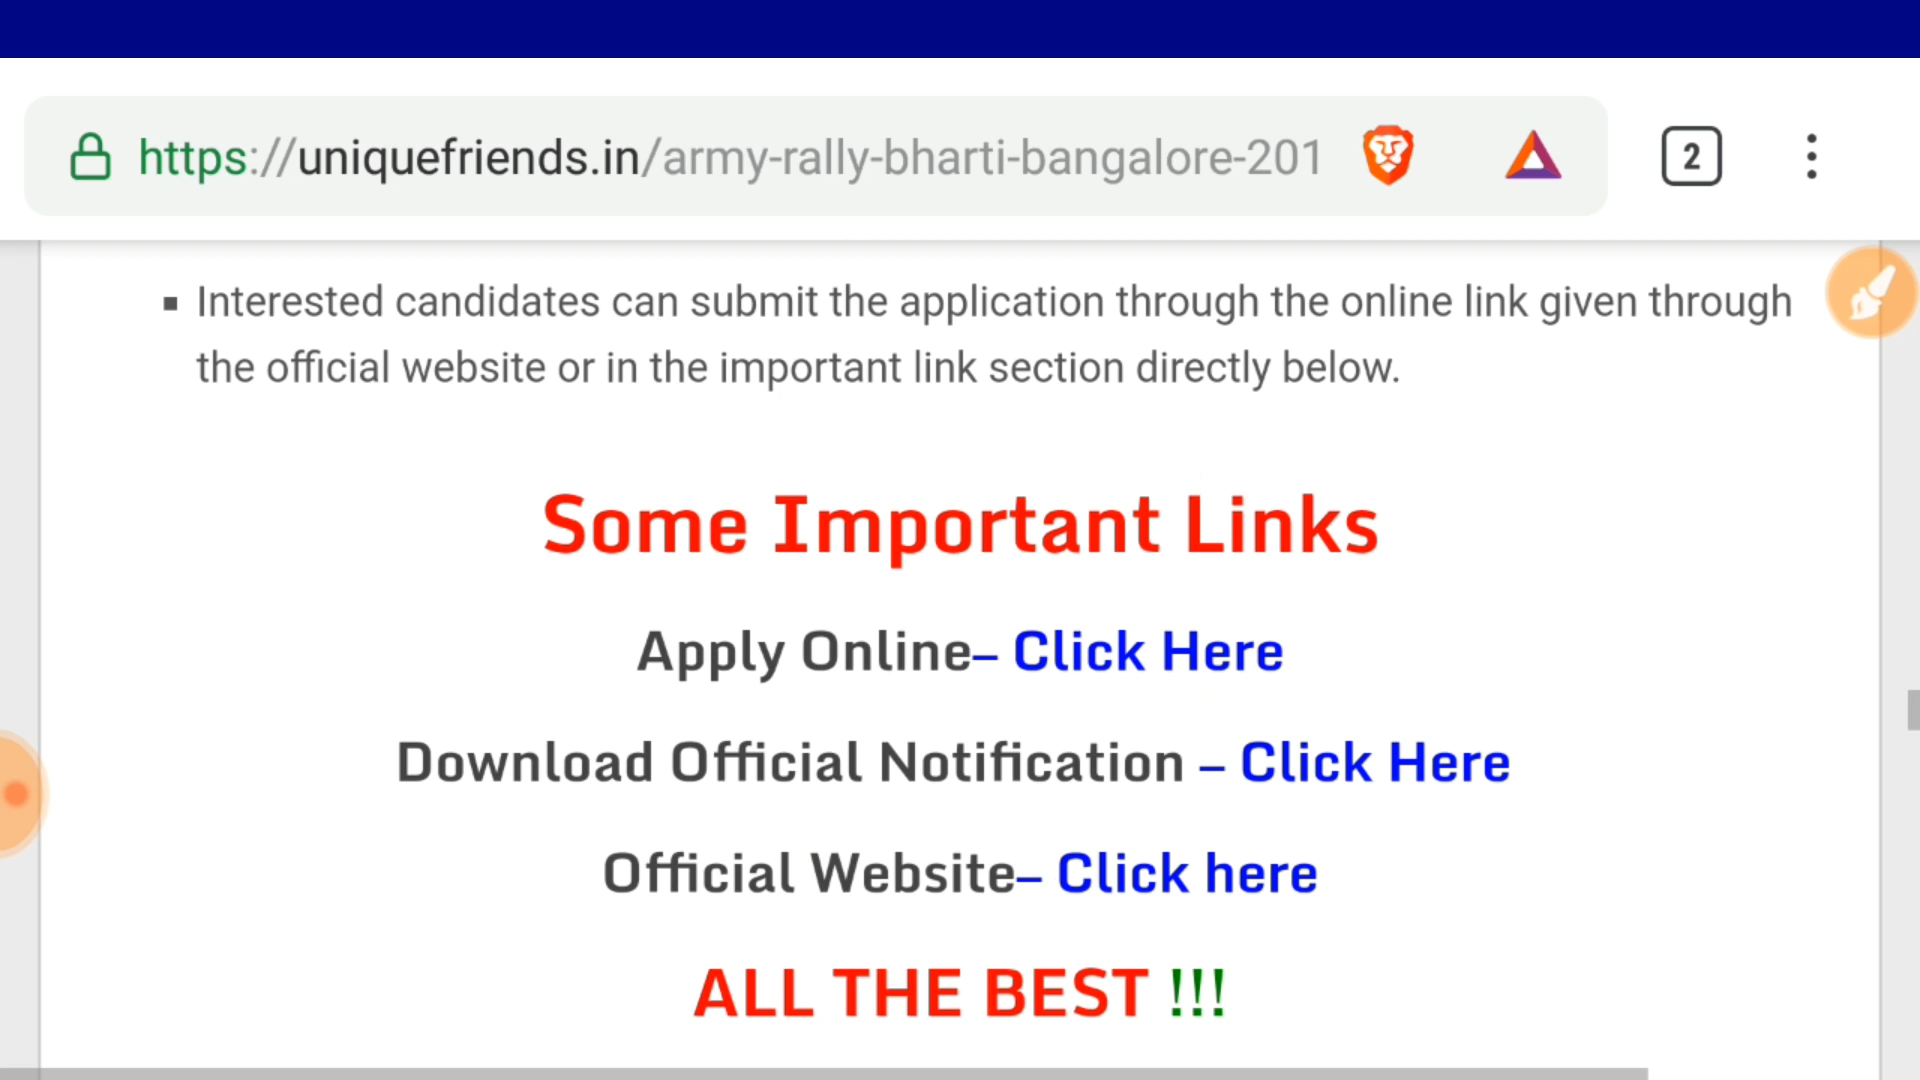 https://uniquefriends.in/army-rally-bharti-bangalore-201
2
▪ Interested candidates can submit the application through the online link given through
the official website or in the important link section directly below.
Some Important Links
Apply Online– Click Here
Download Official Notification – Click Here
Official Website– Click here
ALL THE BEST !!!